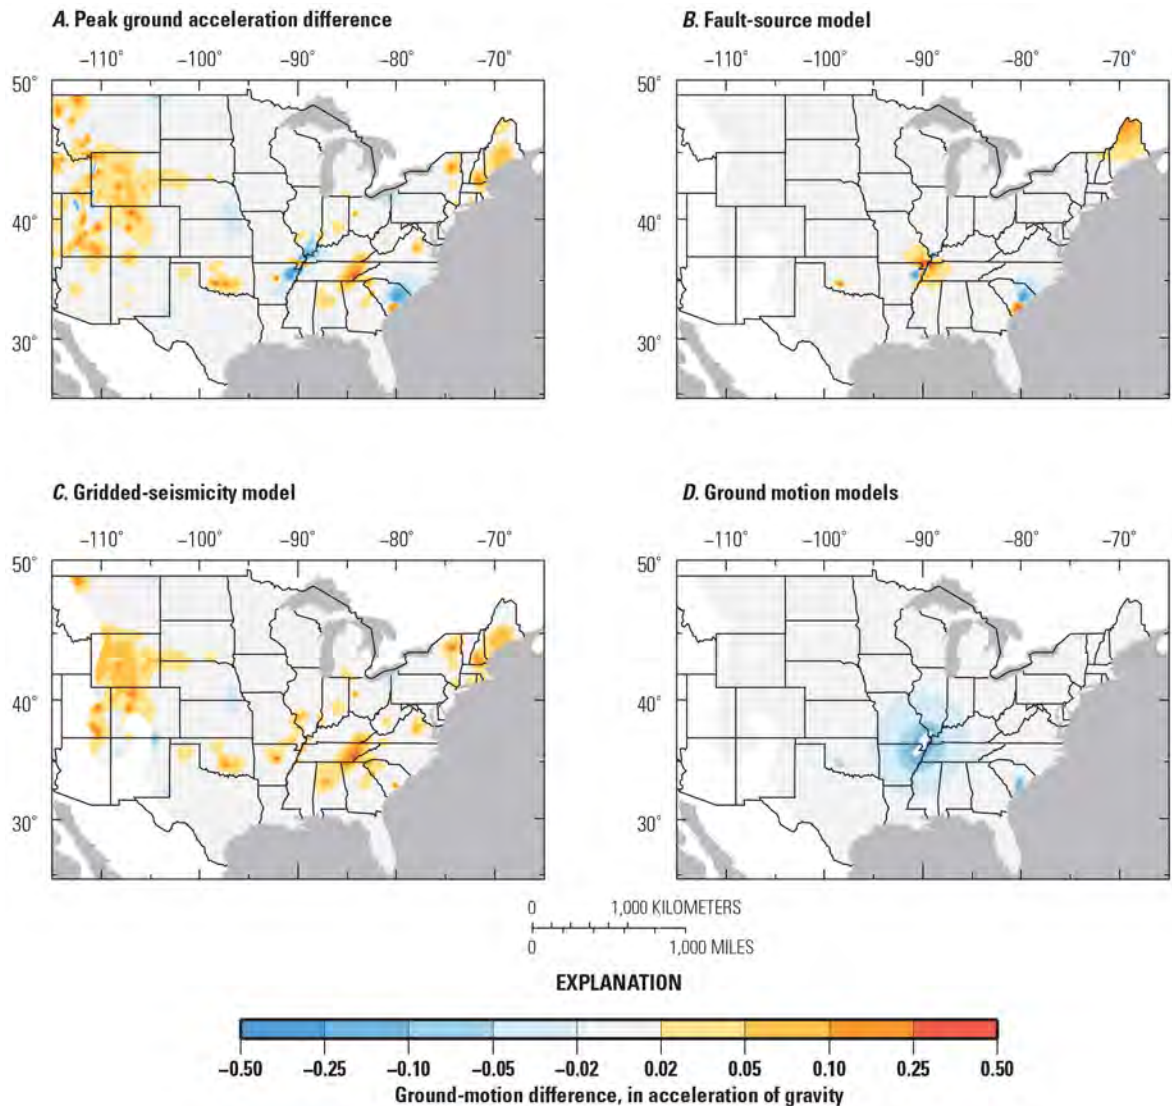 A. Peak ground acceleration difference
−110° −100° −90° −80° −70°
50°
40°
30°
B. Fault-source model
−110° −100° −90° −80° −70°
50°
40°
30°
C. Gridded-seismicity model
−110° −100° −90° −80° −70°
50°
40°
30°
D. Ground motion models
−110° −100° −90° −80° −70°
50°
40°
30°
0 1,000 KILOMETERS
0 1,000 MILES
EXPLANATION
−0.50 −0.25 −0.10 −0.05 −0.02 0.02 0.05 0.10 0.25 0.50
Ground-motion difference, in acceleration of gravity